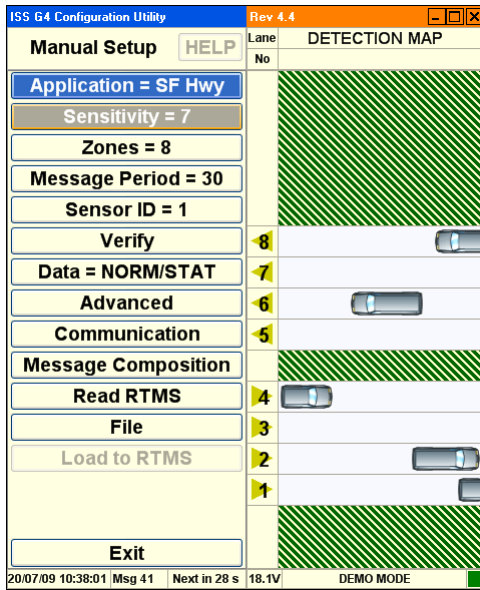 ISS G4 Configuration Utility
Rev 4.4
Manual Setup
HELP
Lane
No
DETECTION MAP
Application = SF Hwy
Sensitivity = 7
Zones = 8
Message Period = 30
Sensor ID = 1
Verify
8
Data = NORM/STAT
7
Advanced
6
Communication
5
Message Composition
Read RTMS
4
File
3
Load to RTMS
2
1
Exit
20/07/09 10:38:01
Msg 41
Next in 28 s
18.1V
DEMO MODE